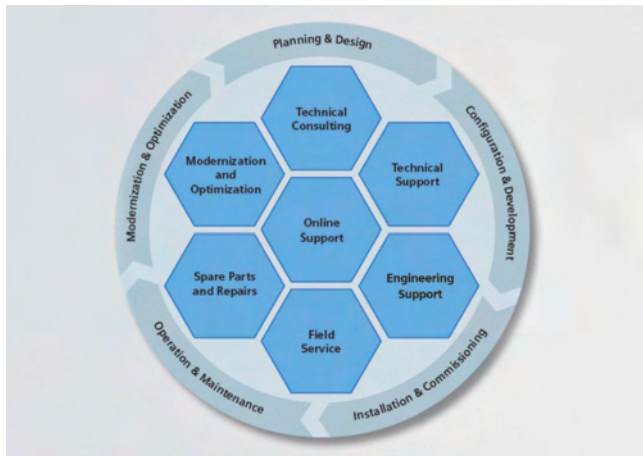 Planning & Design
Configuration & Development
Installation & Commissioning
Operation & Maintenance
Modernization & Optimization
Technical
Consulting
Technical
Support
Engineering
Support
Field
Service
Spare Parts
and Repairs
Modernization
and
Optimization
Online
Support